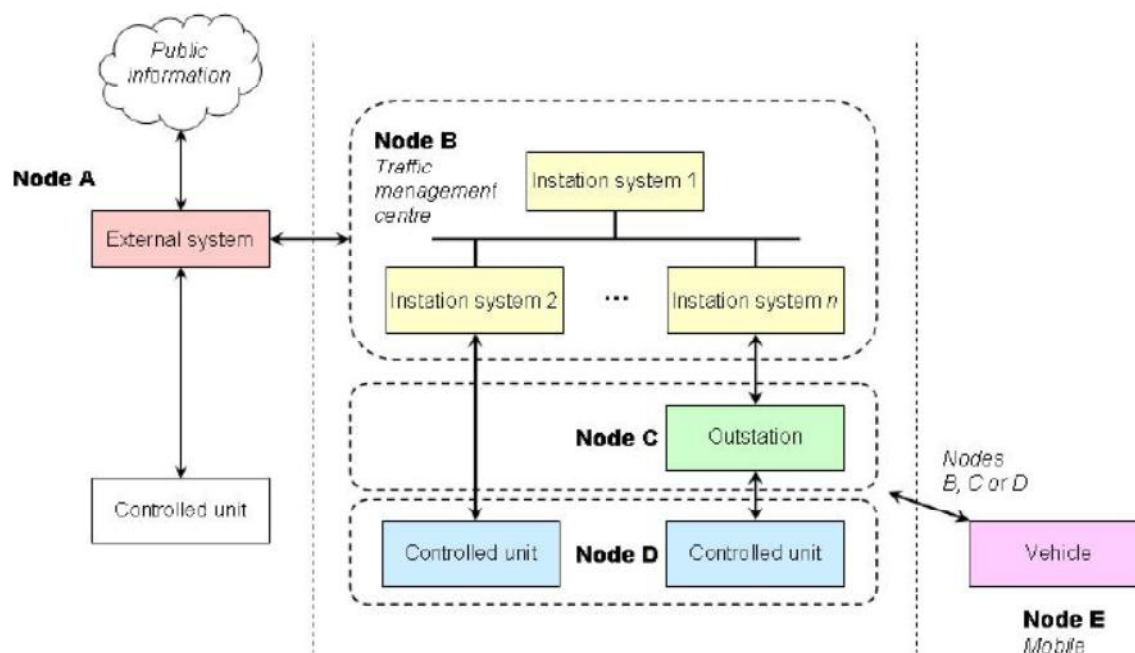 Public
information
Node A
External system
Controlled unit
Node B
Traffic
management
centre
Instation system 1
Instation system 2
...
Instation system n
Node C
Outstation
Controlled unit
Node D
Controlled unit
Nodes
B, C or D
Vehicle
Node E
Mobile